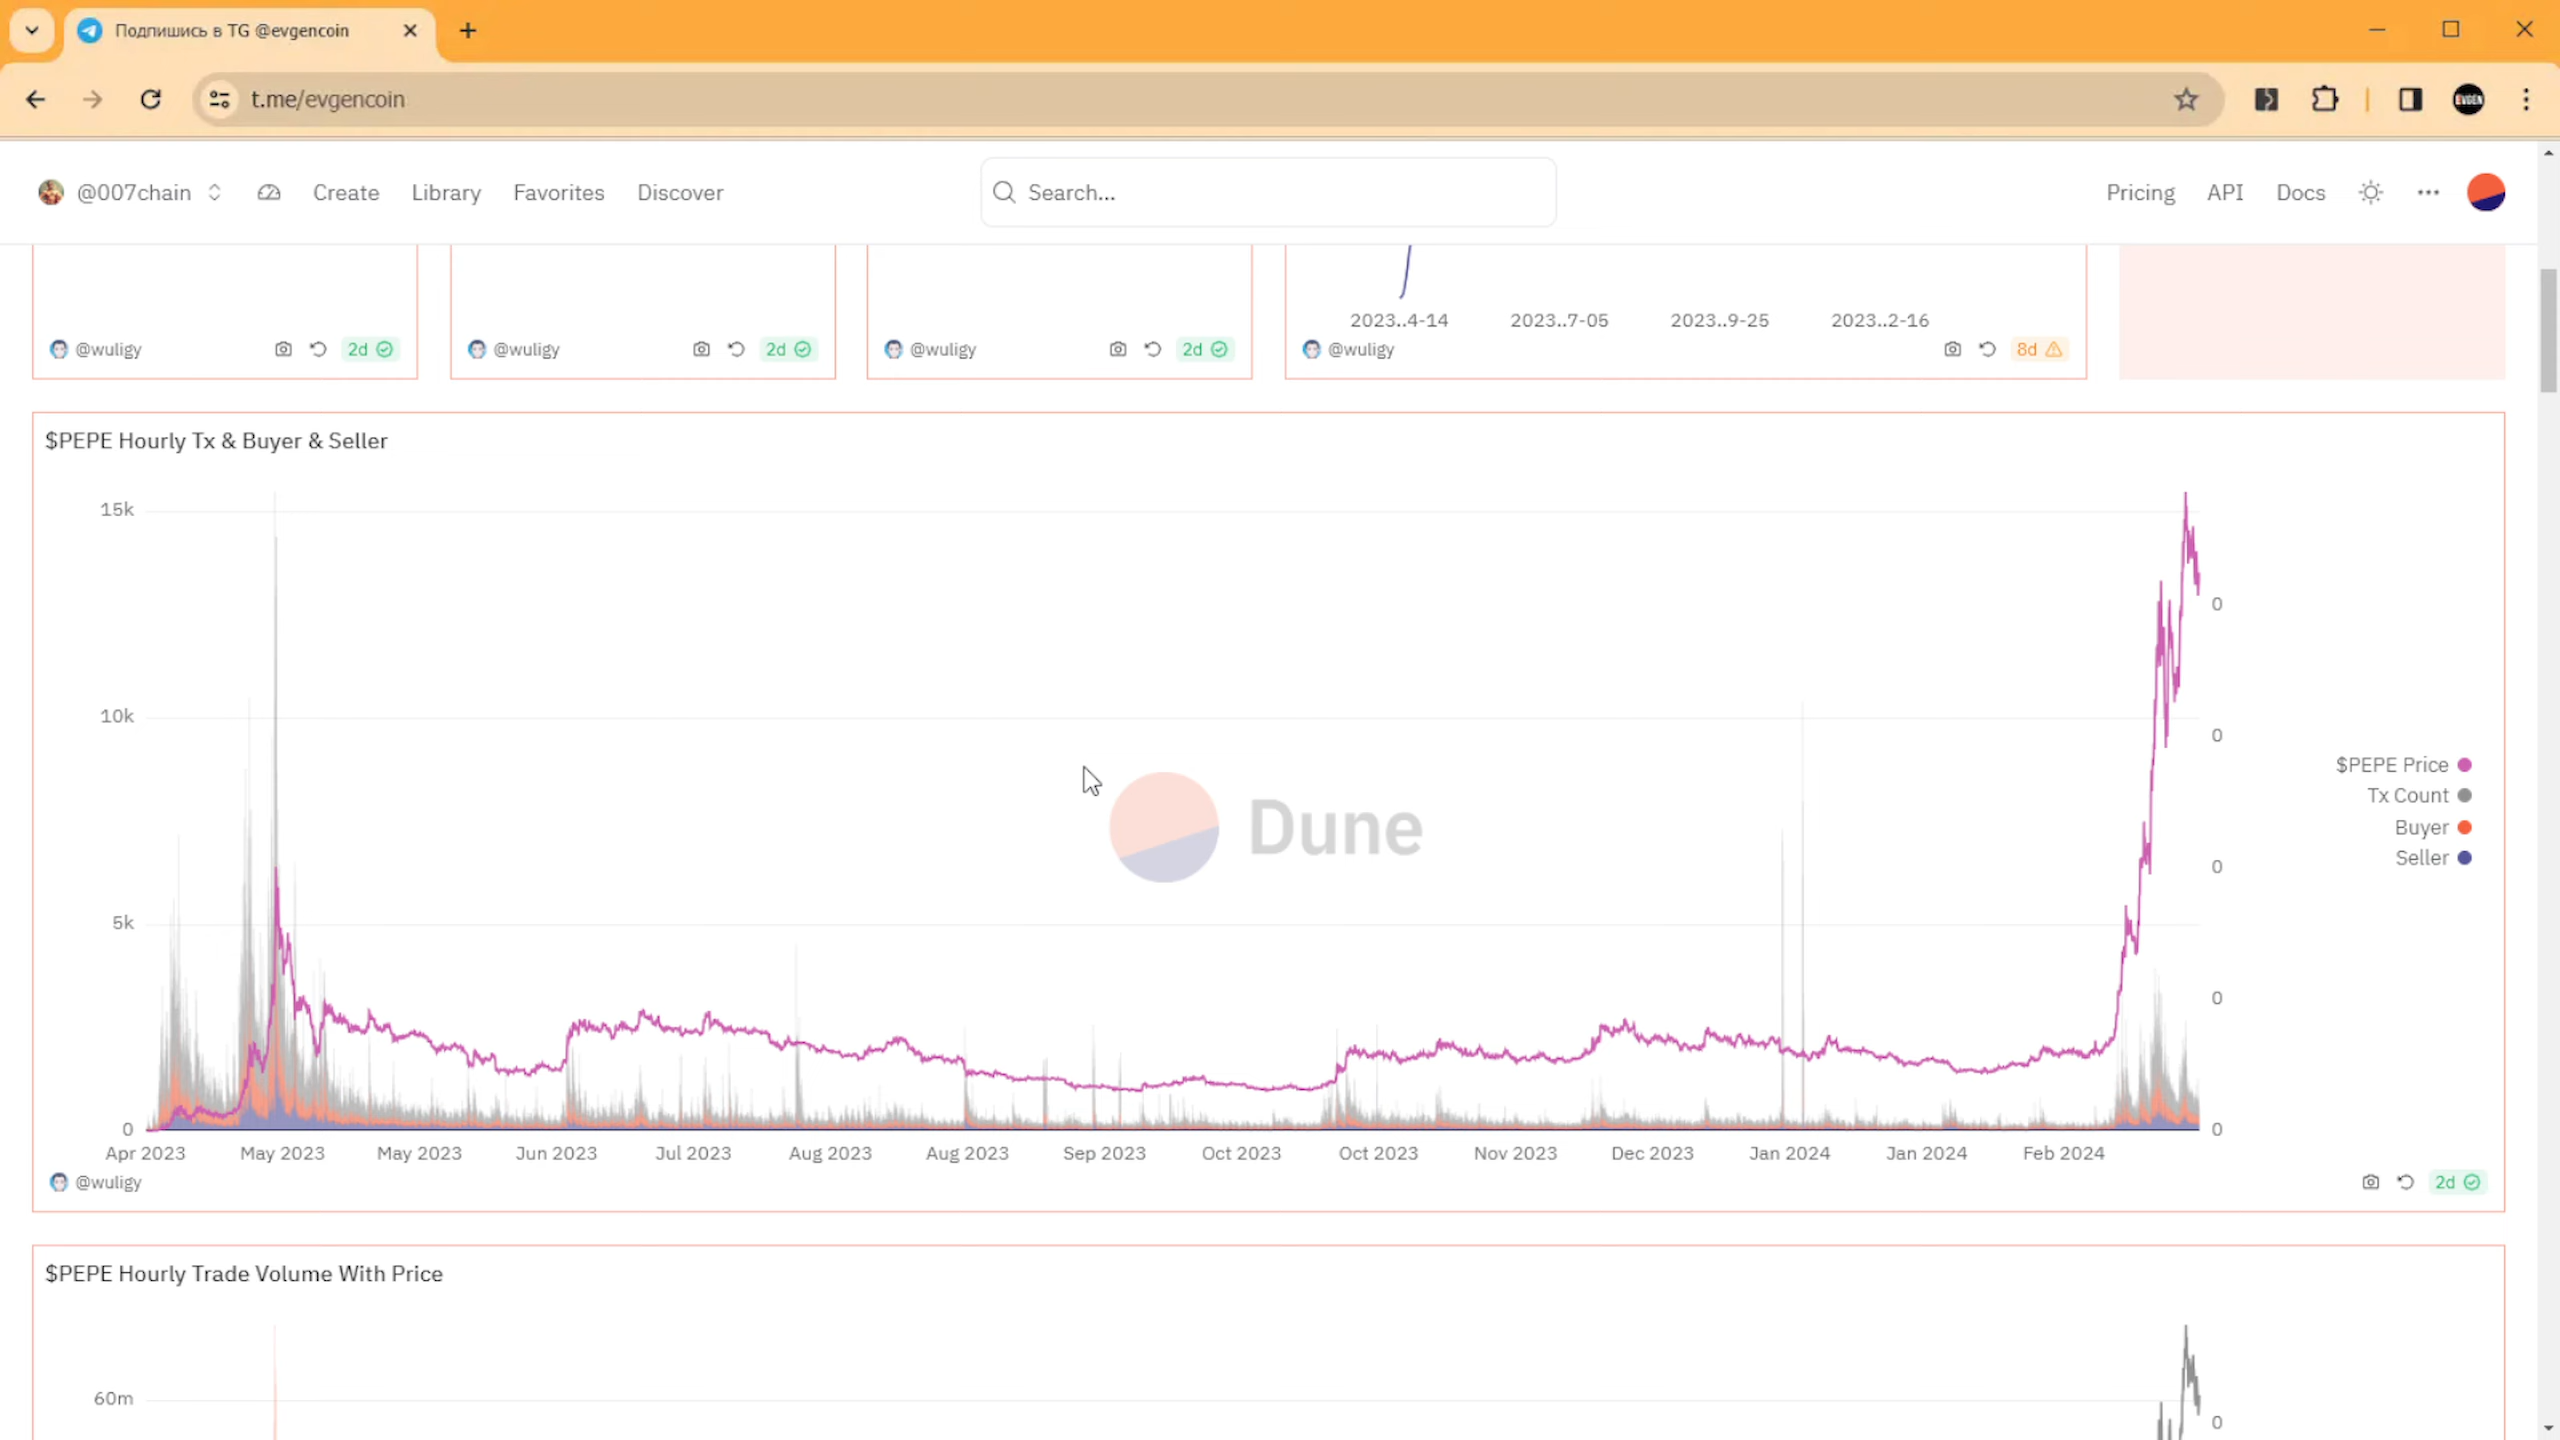 Подпишись в TG @evgencoin
t.me/evgencoin
EVGEN
@007chain Create Library Favorites Discover Search... Pricing API Docs
2023..4-14 2023..7-05 2023..9-25 2023..2-16
@wuligy 2d @wuligy 2d @wuligy 2d @wuligy 8d
$PEPE Hourly Tx & Buyer & Seller
15k
10k
5k
0
0
0
0
0
0
Dune
$PEPE Price
Tx Count
Buyer
Seller
Apr 2023 May 2023 May 2023 Jun 2023 Jul 2023 Aug 2023 Aug 2023 Sep 2023 Oct 2023 Oct 2023 Nov 2023 Dec 2023 Jan 2024 Jan 2024 Feb 2024
@wuligy 2d
$PEPE Hourly Trade Volume With Price
60m
0